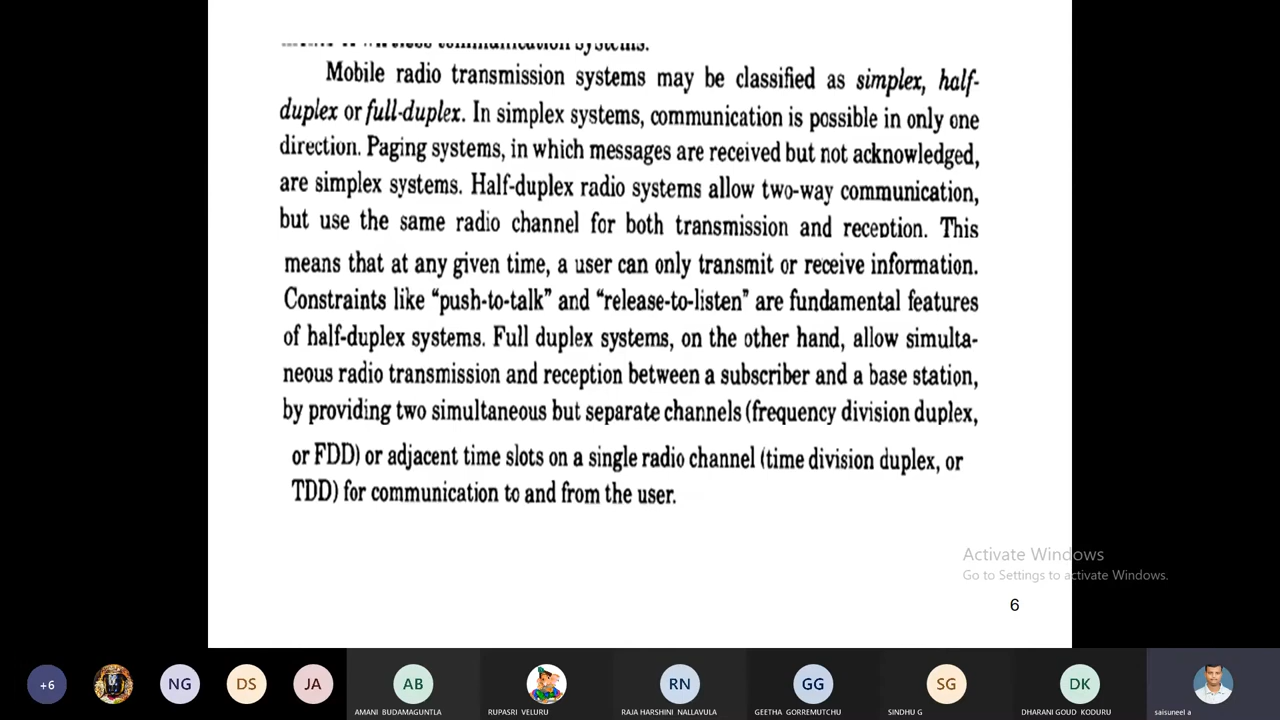 wireless communication systems.
Mobile radio transmission systems may be classified as simplex, half-
duplex or full-duplex. In simplex systems, communication is possible in only one
direction. Paging systems, in which messages are received but not acknowledged,
are simplex systems. Half-duplex radio systems allow two-way communication,
but use the same radio channel for both transmission and reception. This
means that at any given time, a user can only transmit or receive information.
Constraints like “push-to-talk” and “release-to-listen” are fundamental features
of half-duplex systems. Full duplex systems, on the other hand, allow simulta-
neous radio transmission and reception between a subscriber and a base station,
by providing two simultaneous but separate channels (frequency division duplex,
or FDD) or adjacent time slots on a single radio channel (time division duplex, or
TDD) for communication to and from the user.
Activate Windows
Go to Settings to activate Windows.
6
+6 NG DS JA AB RN GG SG DK
AMANI BUDAMAGUNTLA RUPASRI VELURU RAJA HARSHINI NALLAVULA GEETHA GORREMUTCHU SINDHU G DHARANI GOUD KODURU saisuneel a